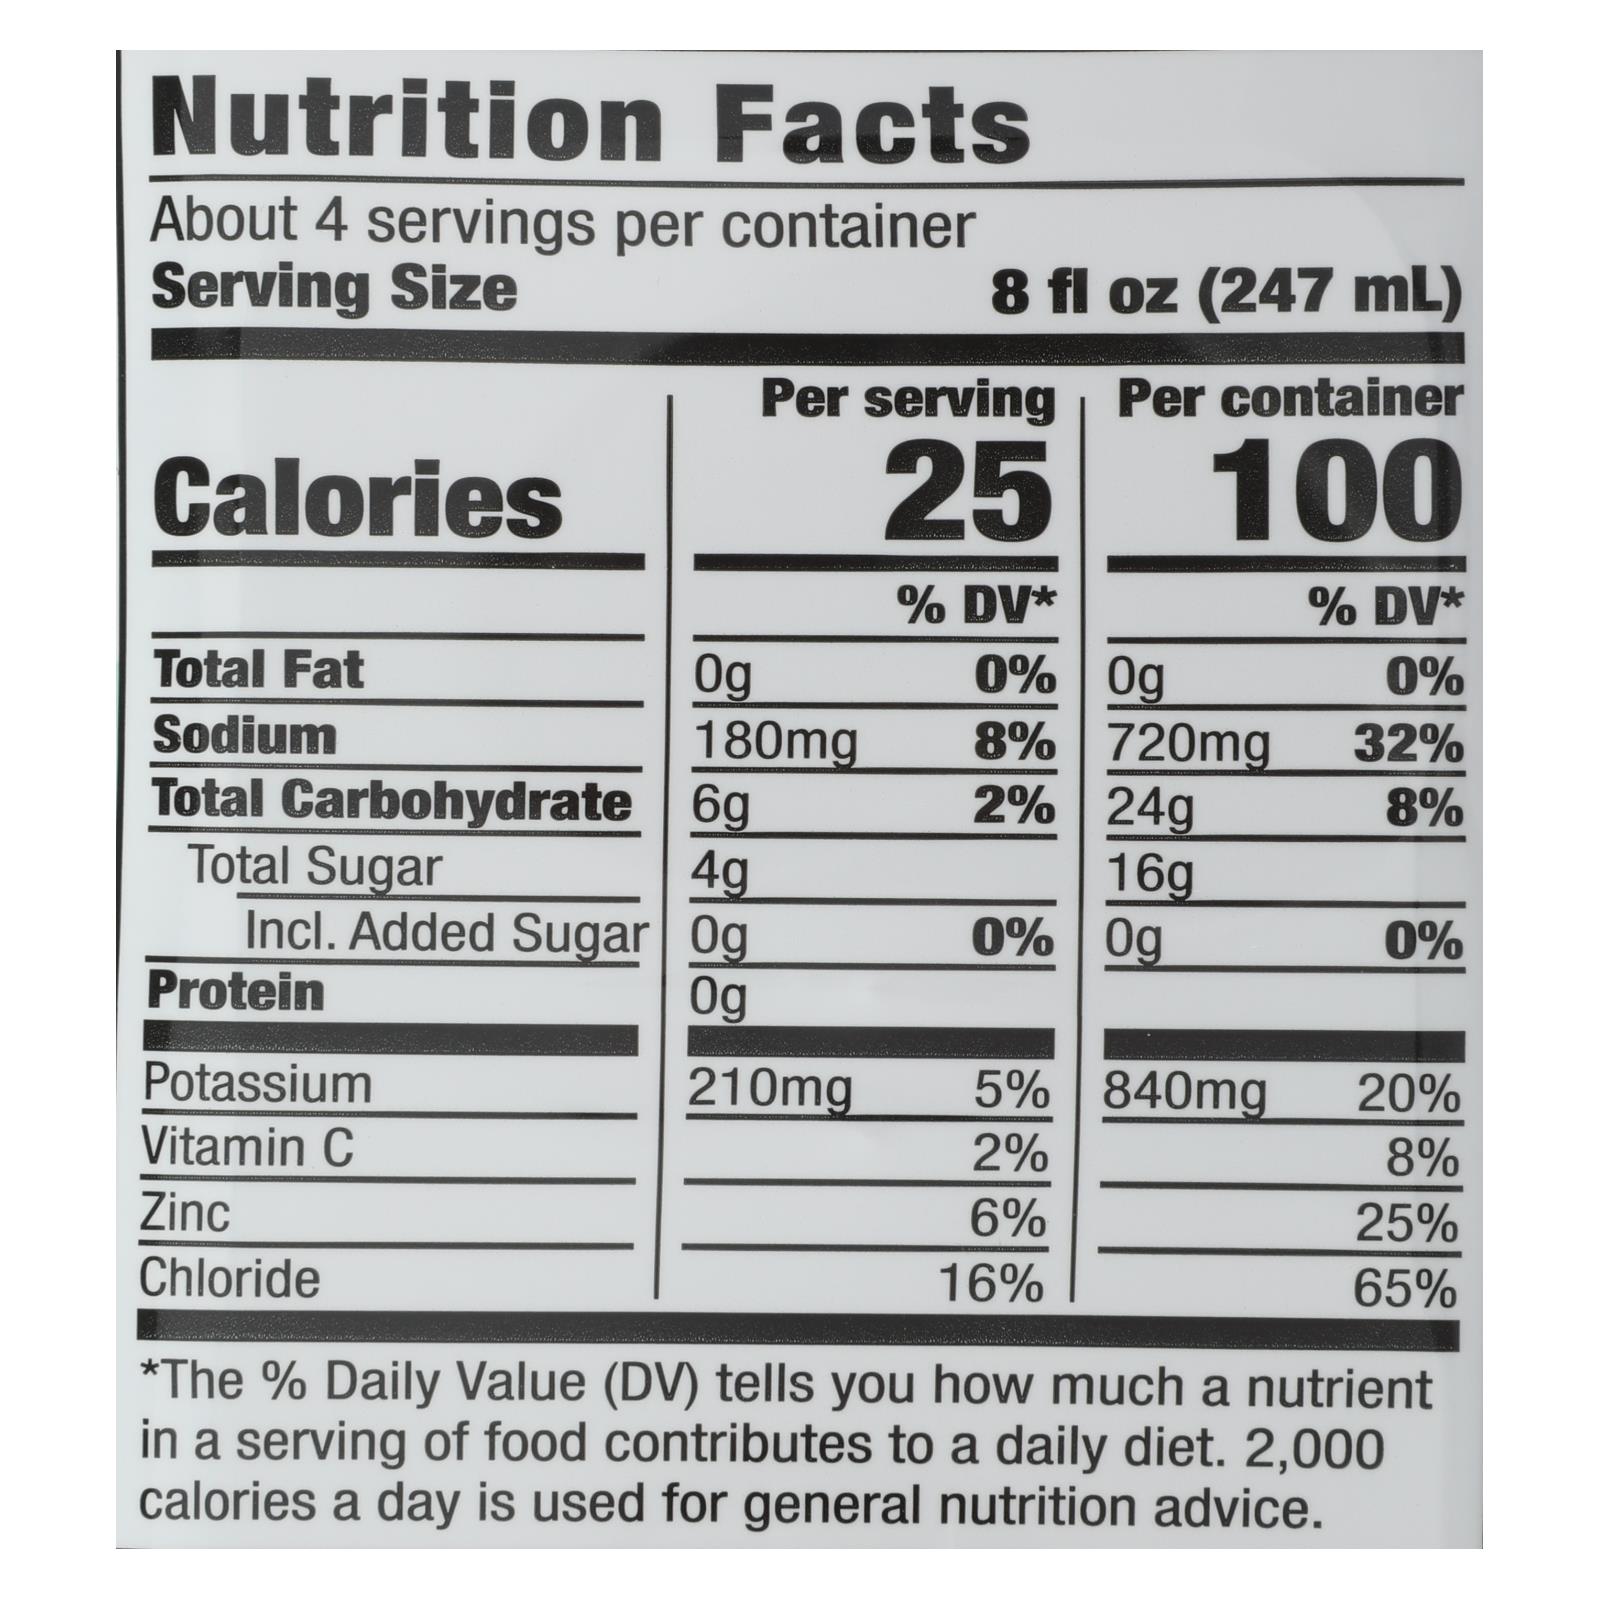 Nutrition Facts
About 4 servings per container
Serving Size 8 fl oz (247 mL)
Per serving Per container
Calories 25 100
% DV* % DV*
Total Fat 0g 0% 0g 0%
Sodium 180mg 8% 720mg 32%
Total Carbohydrate 6g 2% 24g 8%
Total Sugar 4g 16g
Incl. Added Sugar 0g 0% 0g 0%
Protein 0g
Potassium 210mg 5% 840mg 20%
Vitamin C 2% 8%
Zinc 6% 25%
Chloride 16% 65%
*The % Daily Value (DV) tells you how much a nutrient
in a serving of food contributes to a daily diet. 2,000
calories a day is used for general nutrition advice.